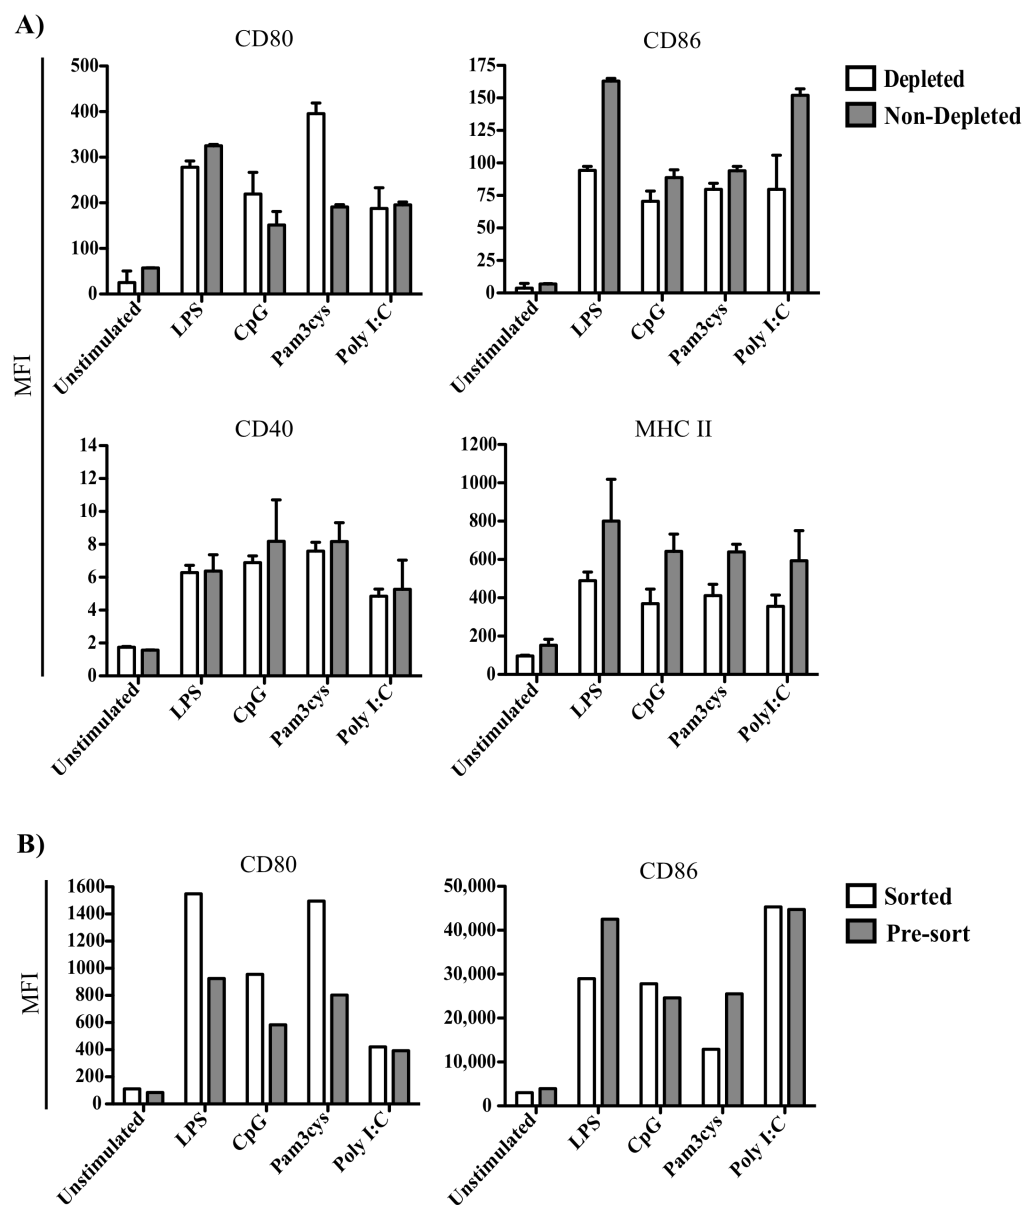 A)
CD80
500
400
300
200
100
0
Unstimulated
LPS
CpG
Pam3cys
Poly I:C
CD86
175
150
125
100
75
50
25
0
Unstimulated
LPS
CpG
Pam3cys
Poly I:C
Depleted
Non-Depleted
MFI
CD40
14
12
10
8
6
4
2
0
Unstimulated
LPS
CpG
Pam3cys
Poly I:C
MHC II
1200
1000
800
600
400
200
0
Unstimulated
LPS
CpG
Pam3cys
PolyI:C
B)
CD80
MFI
1600
1400
1200
1000
800
600
400
200
0
Unstimulated
LPS
CpG
Pam3cys
Poly I:C
CD86
50,000
40,000
30,000
20,000
10,000
0
Unstimulated
LPS
CpG
Pam3cys
Poly I:C
Sorted
Pre-sort